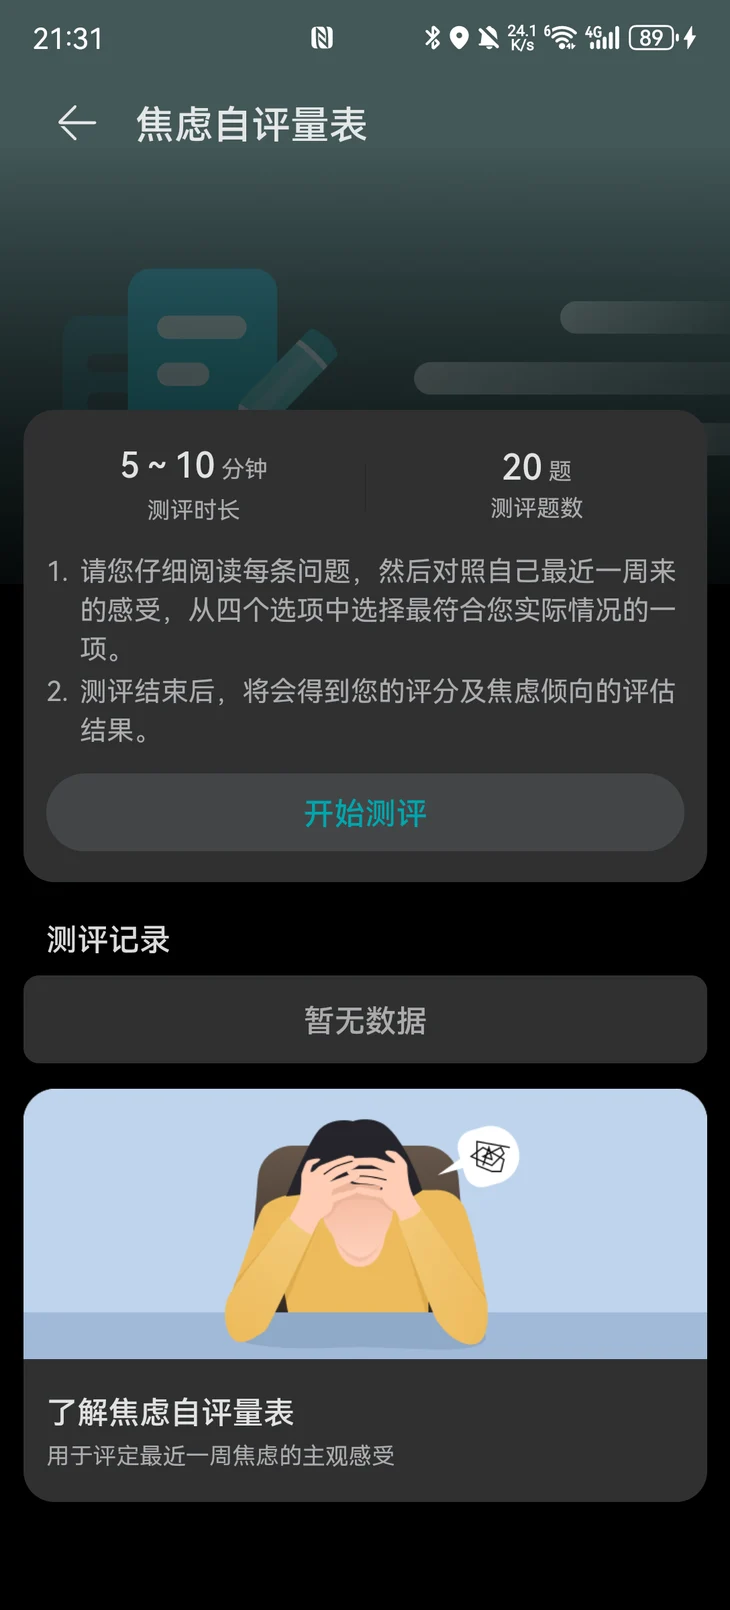 21:31
24.1
K/s
6
4G
89
焦虑自评量表
5 ~ 10 分钟
20 题
测评时长
测评题数
1. 请您仔细阅读每条问题，然后对照自己最近一周来
的感受，从四个选项中选择最符合您实际情况的一
项。
2. 测评结束后，将会得到您的评分及焦虑倾向的评估
结果。
开始测评
测评记录
暂无数据
了解焦虑自评量表
用于评定最近一周焦虑的主观感受